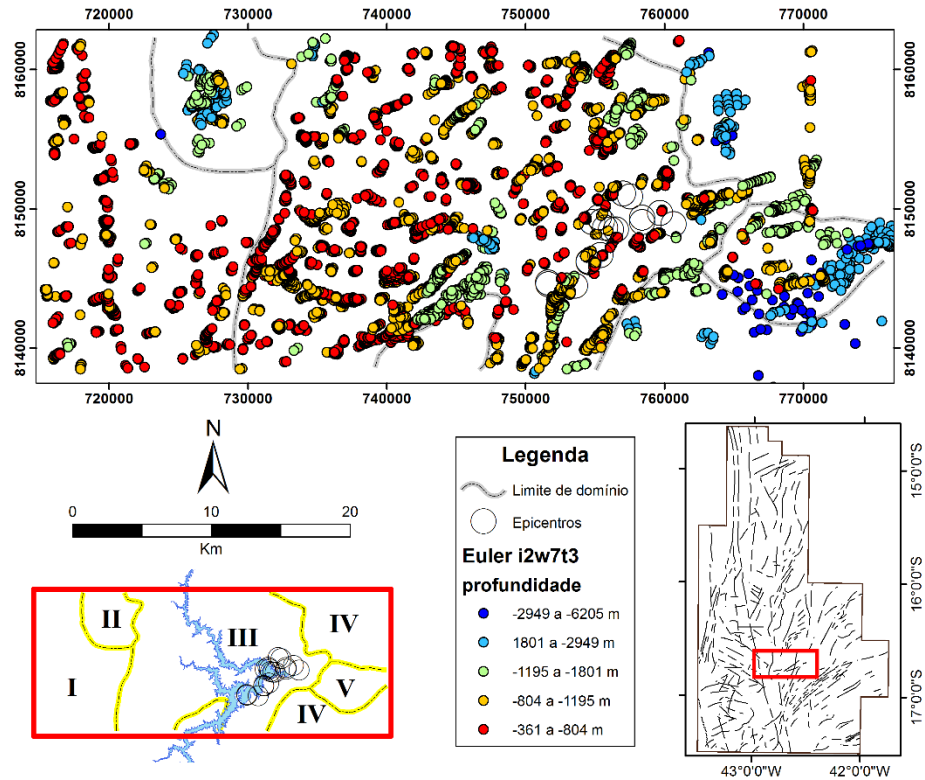 720000 730000 740000 750000 760000 770000
8160000 8160000
8150000 8150000
8140000 8140000
720000 730000 740000 750000 760000 770000
N
0 10 20
Km
I
II
III
IV
V
IV
Legenda
Limite de domínio
Epicentros
Euler i2w7t3
profundidade
-2949 a -6205 m
1801 a -2949 m
-1195 a -1801 m
-804 a -1195 m
-361 a -804 m
15°0'0"S
16°0'0"S
17°0'0"S
43°0'0"W 42°0'0"W